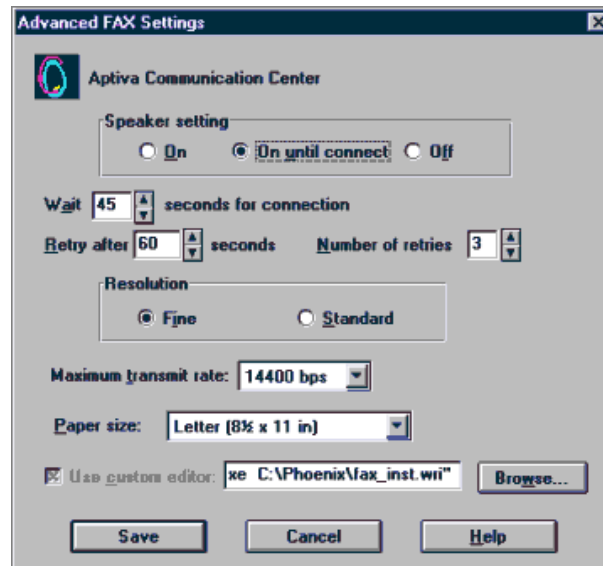 Advanced FAX Settings
Aptiva Communication Center
Speaker setting
On On until connect Off
Wait 45 seconds for connection
Retry after 60 seconds Number of retries 3
Resolution
Fine Standard
Maximum transmit rate: 14400 bps
Paper size: Letter (8½ x 11 in)
Use custom editor: xe C:\Phoenix\fax_inst.wri" Browse...
Save Cancel Help